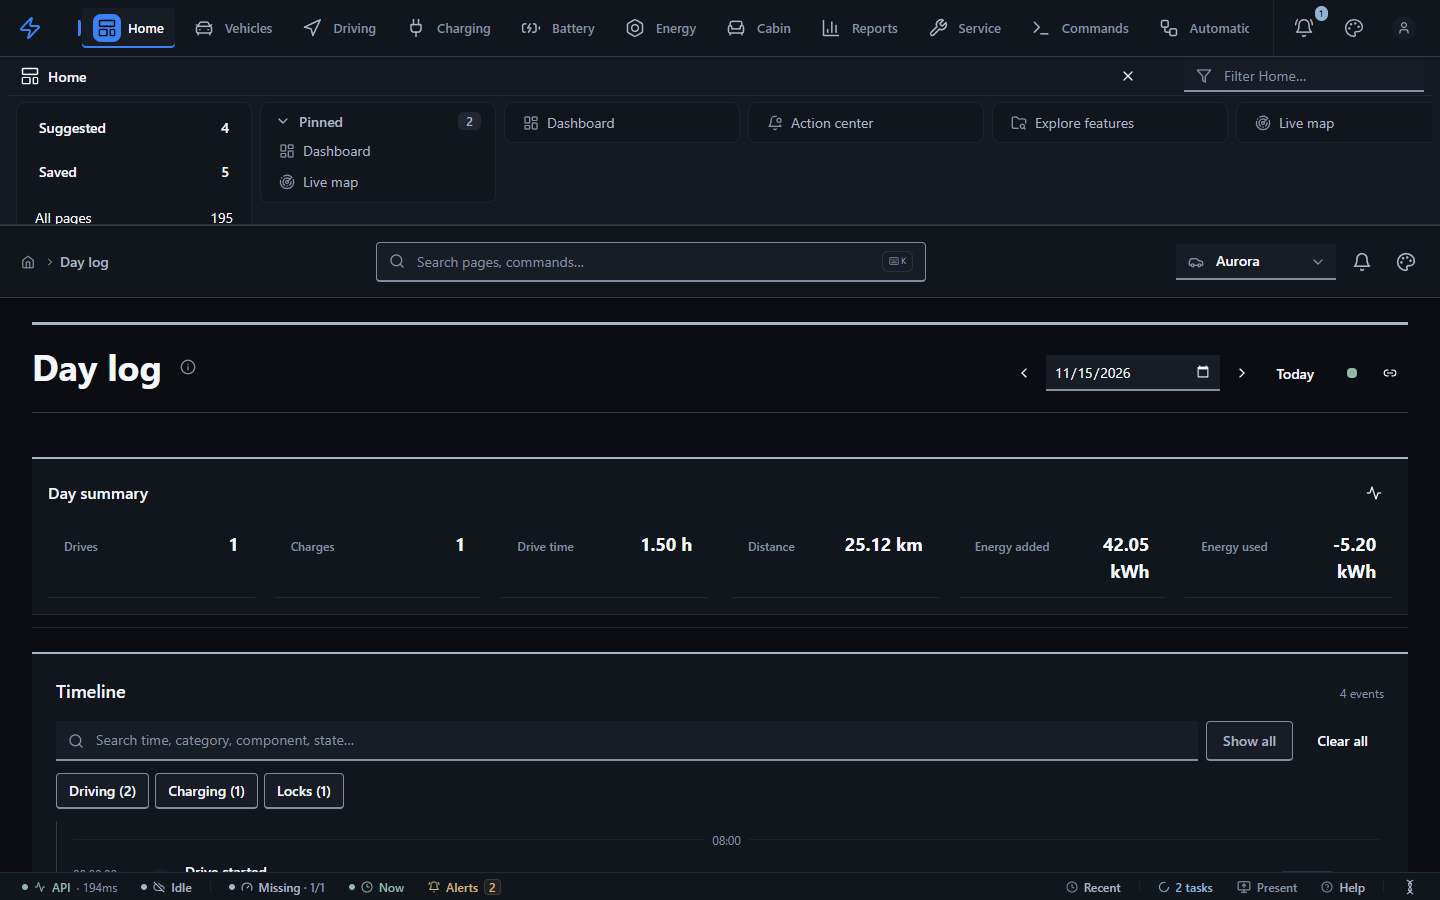 Home Vehicles Driving Charging Battery Energy Cabin Reports Service Commands Automatic 1
Home Filter Home...
Suggested 4
Saved 5
All pages 195
Pinned 2
Dashboard
Live map
Dashboard Action center Explore features Live map
Day log Search pages, commands... K Aurora
Day log 11/15/2026 Today
Day summary
Drives 1 Charges 1 Drive time 1.50 h Distance 25.12 km Energy added 42.05 kWh Energy used -5.20 kWh
Timeline 4 events
Search time, category, component, state... Show all Clear all
Driving (2) Charging (1) Locks (1)
08:00
Drive started
API · 194ms Idle Missing · 1/1 Now Alerts 2 Recent 2 tasks Present Help